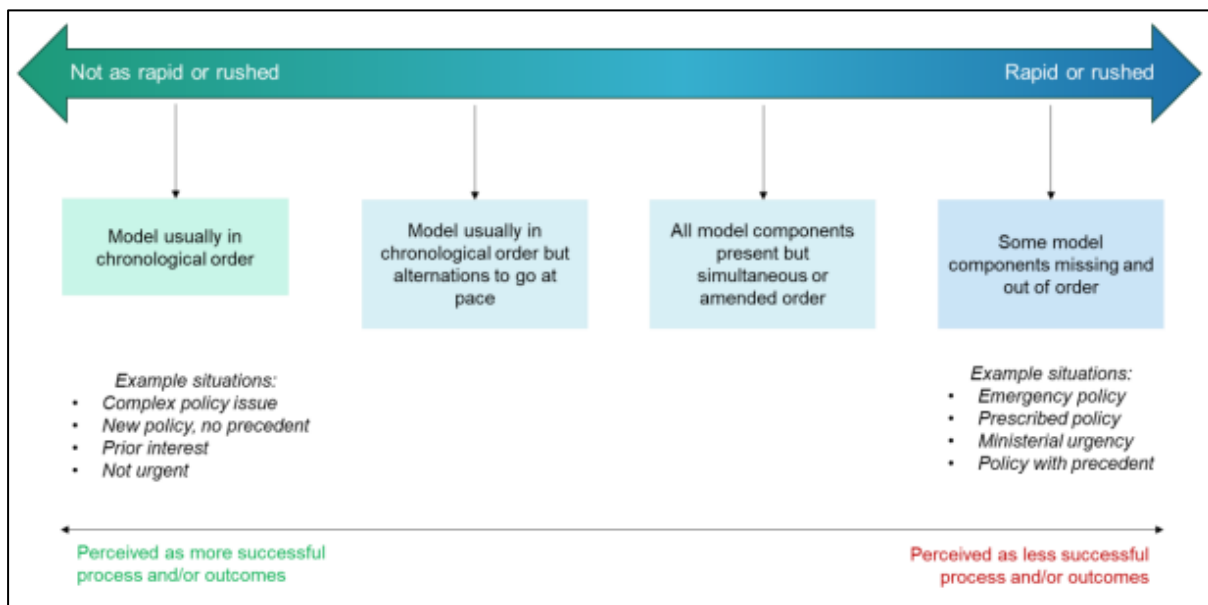 Not as rapid or rushed
Rapid or rushed
Model usually in
chronological order
Model usually in
chronological order but
alternations to go at
pace
All model components
present but
simultaneous or
amended order
Some model
components missing and
out of order
Example situations:
• Complex policy issue
• New policy, no precedent
• Prior interest
• Not urgent
Example situations:
• Emergency policy
• Prescribed policy
• Ministerial urgency
• Policy with precedent
Perceived as more successful
process and/or outcomes
Perceived as less successful
process and/or outcomes